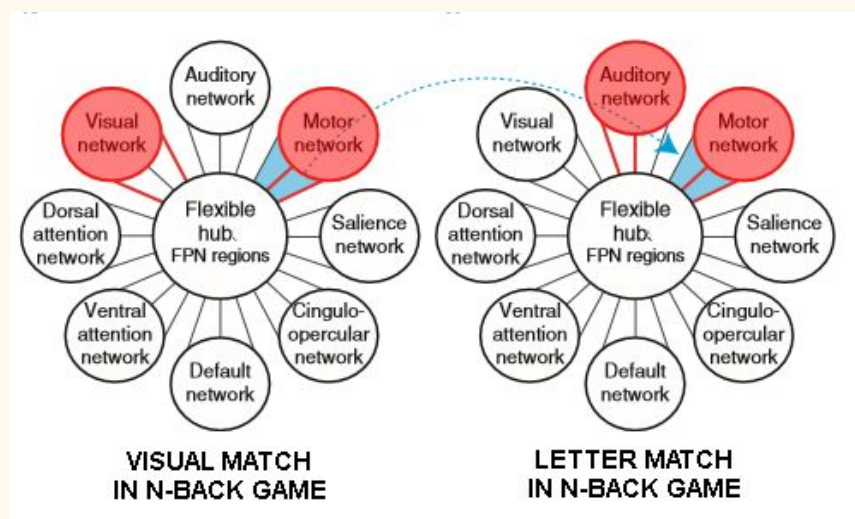 Auditory
network
Visual
network
Motor
network
Dorsal
attention
network
Flexible
hub.
FPN regions
Salience
network
Ventral
attention
network
Cingulo-
opercular
network
Default
network
VISUAL MATCH
IN N-BACK GAME
Auditory
network
Visual
network
Motor
network
Dorsal
attention
network
Flexible
hub.
FPN regions
Salience
network
Ventral
attention
network
Cingulo-
opercular
network
Default
network
LETTER MATCH
IN N-BACK GAME